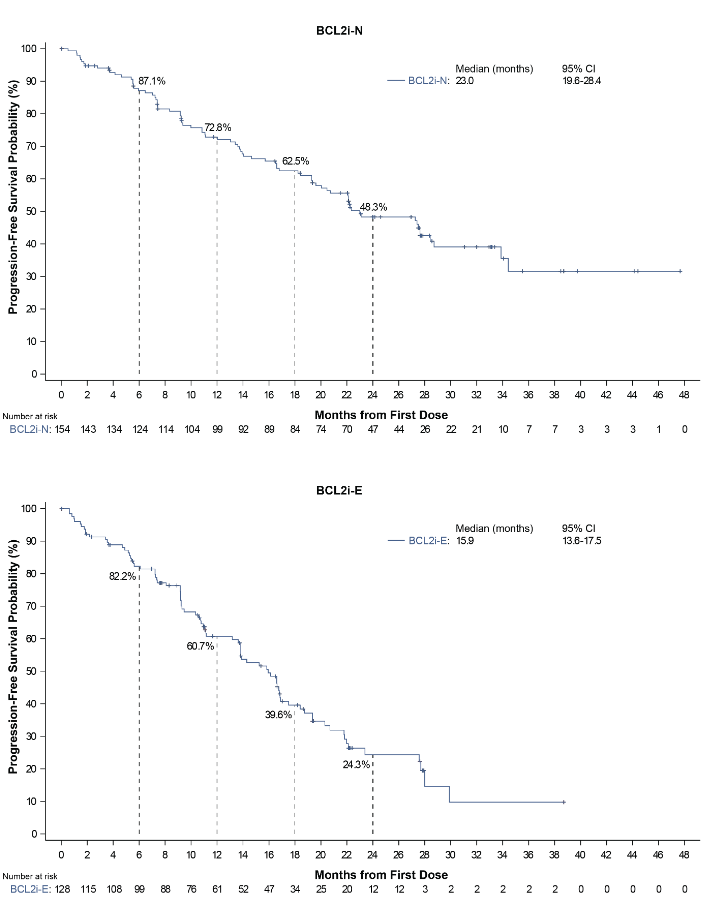 BCL2i-N
Progression-Free Survival Probability (%)
100
90
80
70
60
50
40
30
20
10
0
Median (months) 95% CI
BCL2i-N: 23.0 19.6-28.4
87.1%
72.8%
62.5%
48.3%
0 2 4 6 8 10 12 14 16 18 20 22 24 26 28 30 32 34 36 38 40 42 44 46 48
Months from First Dose
Number at risk
BCL2i-N: 154 143 134 124 114 104 99 92 89 84 74 70 47 44 26 22 21 10 7 7 3 3 3 1 0
BCL2i-E
Progression-Free Survival Probability (%)
100
90
80
70
60
50
40
30
20
10
0
Median (months) 95% CI
BCL2i-E: 15.9 13.6-17.5
82.2%
60.7%
39.6%
24.3%
0 2 4 6 8 10 12 14 16 18 20 22 24 26 28 30 32 34 36 38 40 42 44 46 48
Months from First Dose
Number at risk
BCL2i-E: 128 115 108 99 88 76 61 52 47 34 25 20 12 12 3 2 2 2 2 2 0 0 0 0 0